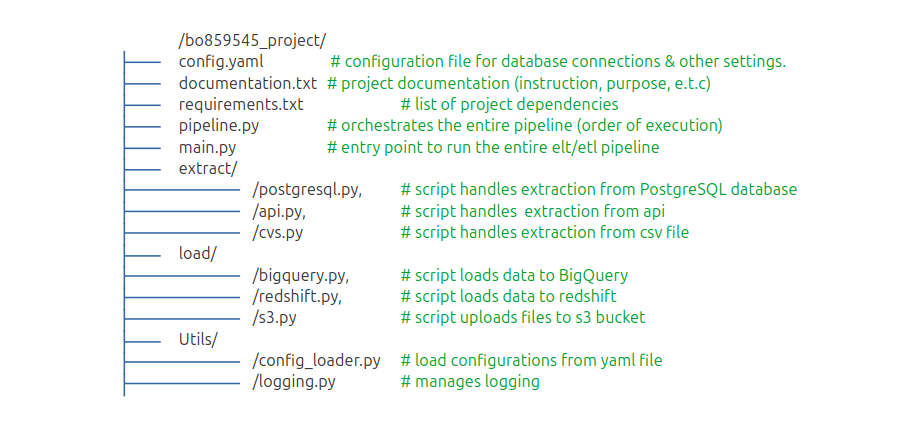 /bo859545_project/
config.yaml # configuration file for database connections & other settings.
documentation.txt # project documentation (instruction, purpose, e.t.c)
requirements.txt # list of project dependencies
pipeline.py # orchestrates the entire pipeline (order of execution)
main.py # entry point to run the entire elt/etl pipeline
extract/
/postgresql.py, # script handles extraction from PostgreSQL database
/api.py, # script handles extraction from api
/cvs.py # script handles extraction from csv file
load/
/bigquery.py, # script loads data to BigQuery
/redshift.py, # script loads data to redshift
/s3.py # script uploads files to s3 bucket
Utils/
/config_loader.py # load configurations from yaml file
/logging.py # manages logging